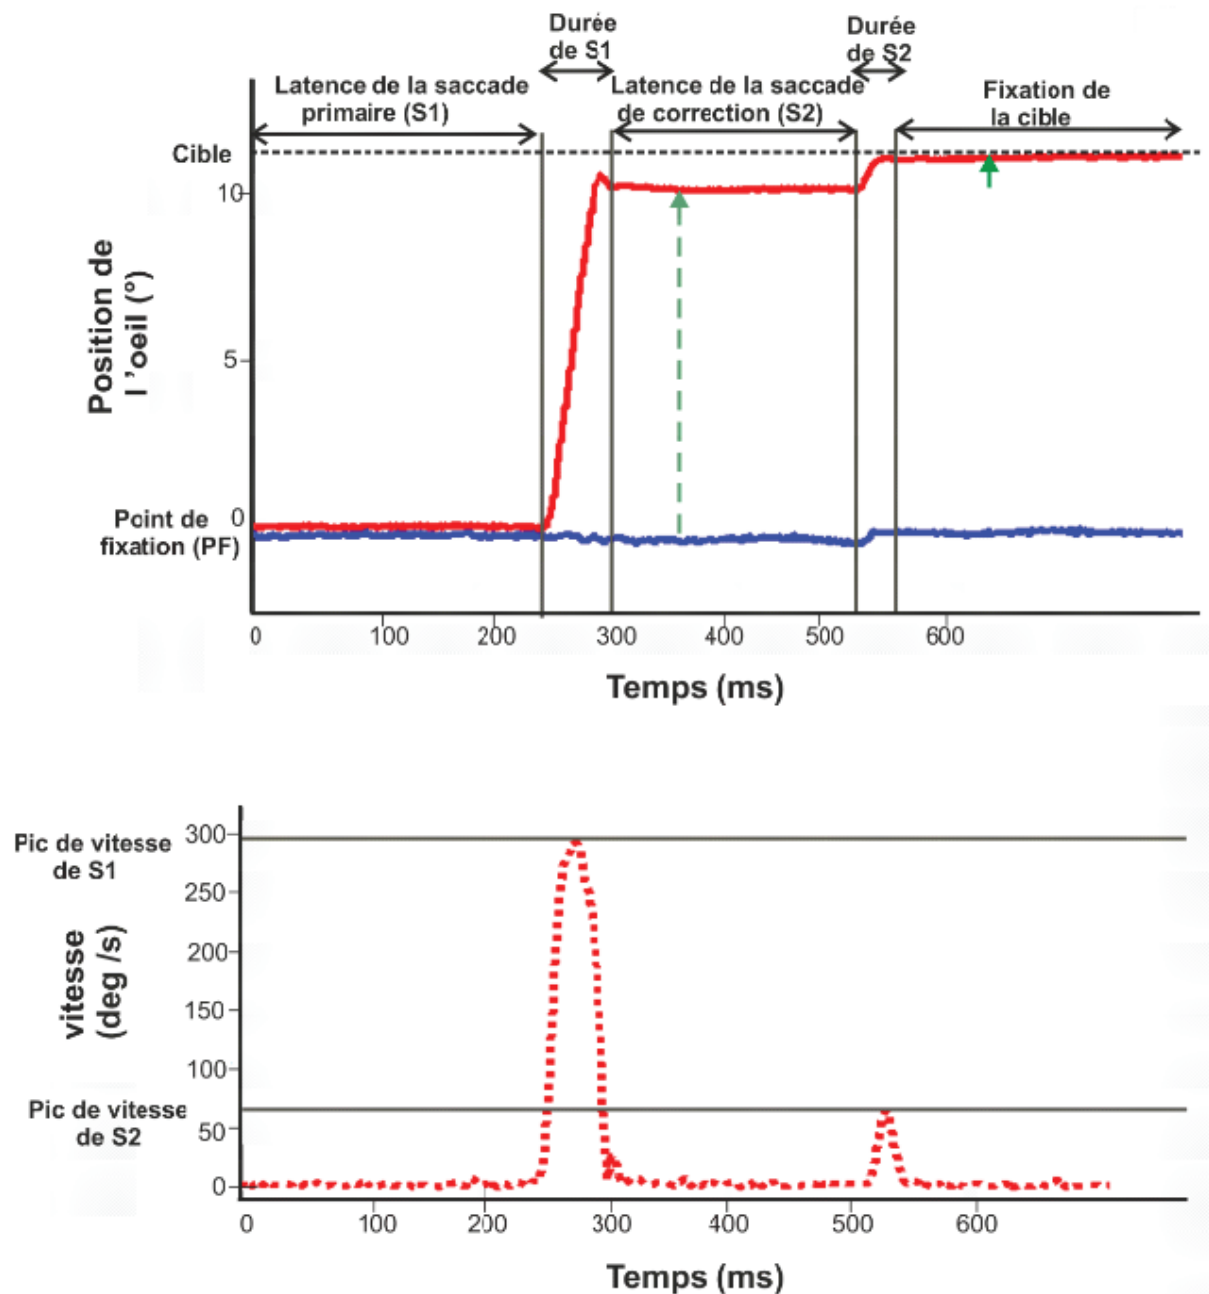 Durée
de S1
Durée
de S2
Latence de la saccade
primaire (S1)
Latence de la saccade
de correction (S2)
Fixation de
la cible
Cible
10
5
0
Position de
l 'oeil (°)
Point de
fixation (PF)
0
100
200
300
400
500
600
Temps (ms)
Pic de vitesse
de S1
300
250
200
150
100
50
0
vitesse
(deg /s)
Pic de vitesse
de S2
0
100
200
300
400
500
600
Temps (ms)